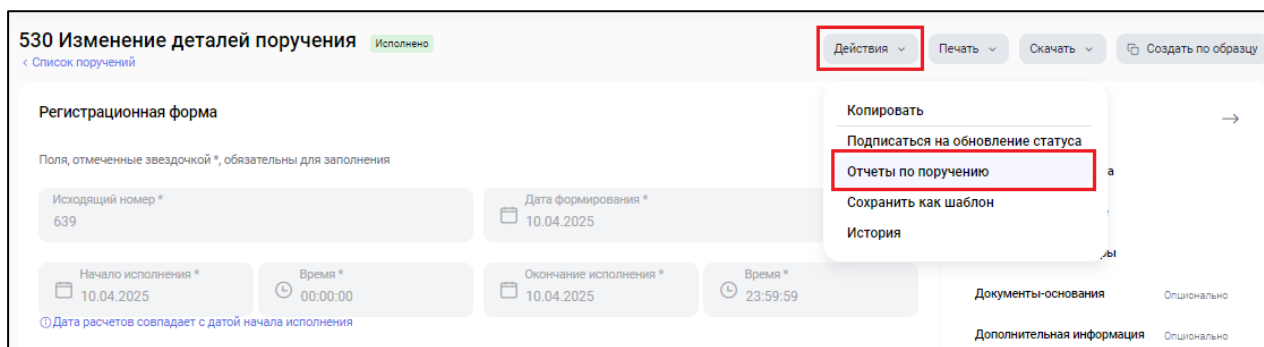 530 Изменение деталей поручения Исполнено
Действия Печать Скачать Создать по образцу
< Список поручений
Регистрационная форма
Копировать
Подписаться на обновление статуса
Поля, отмеченные звездочкой *, обязательны для заполнения
Отчеты по поручению
Сохранить как шаблон
История
Исходящий номер *
639
Дата формирования *
10.04.2025
Начало исполнения *
10.04.2025
Время *
00:00:00
Окончание исполнения *
10.04.2025
Время *
23:59:59
Дата расчетов совпадает с датой начала исполнения
Документы-основания Опционально
Дополнительная информация Опционально